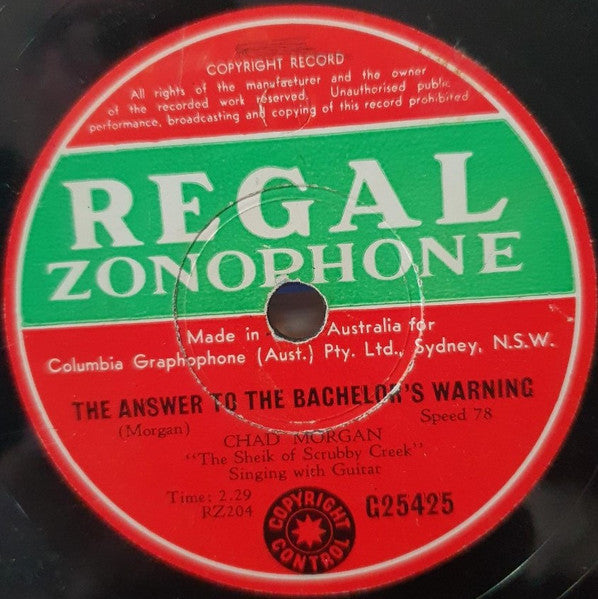 COPYRIGHT RECORD
All rights of the manufacturer and the owner
of the recorded work reserved. Unauthorised public
performance, broadcasting and copying of this record prohibited
REGAL
ZONOPHONE
Made in Australia for
Columbia Graphophone (Aust.) Pty. Ltd., Sydney, N.S.W.
THE ANSWER TO THE BACHELOR'S WARNING
(Morgan) Speed 78
CHAD MORGAN
"The Sheik of Scrubby Creek"
Singing with Guitar
Time: 2.29
RZ204
COPYRIGHT CONTROL
G25425